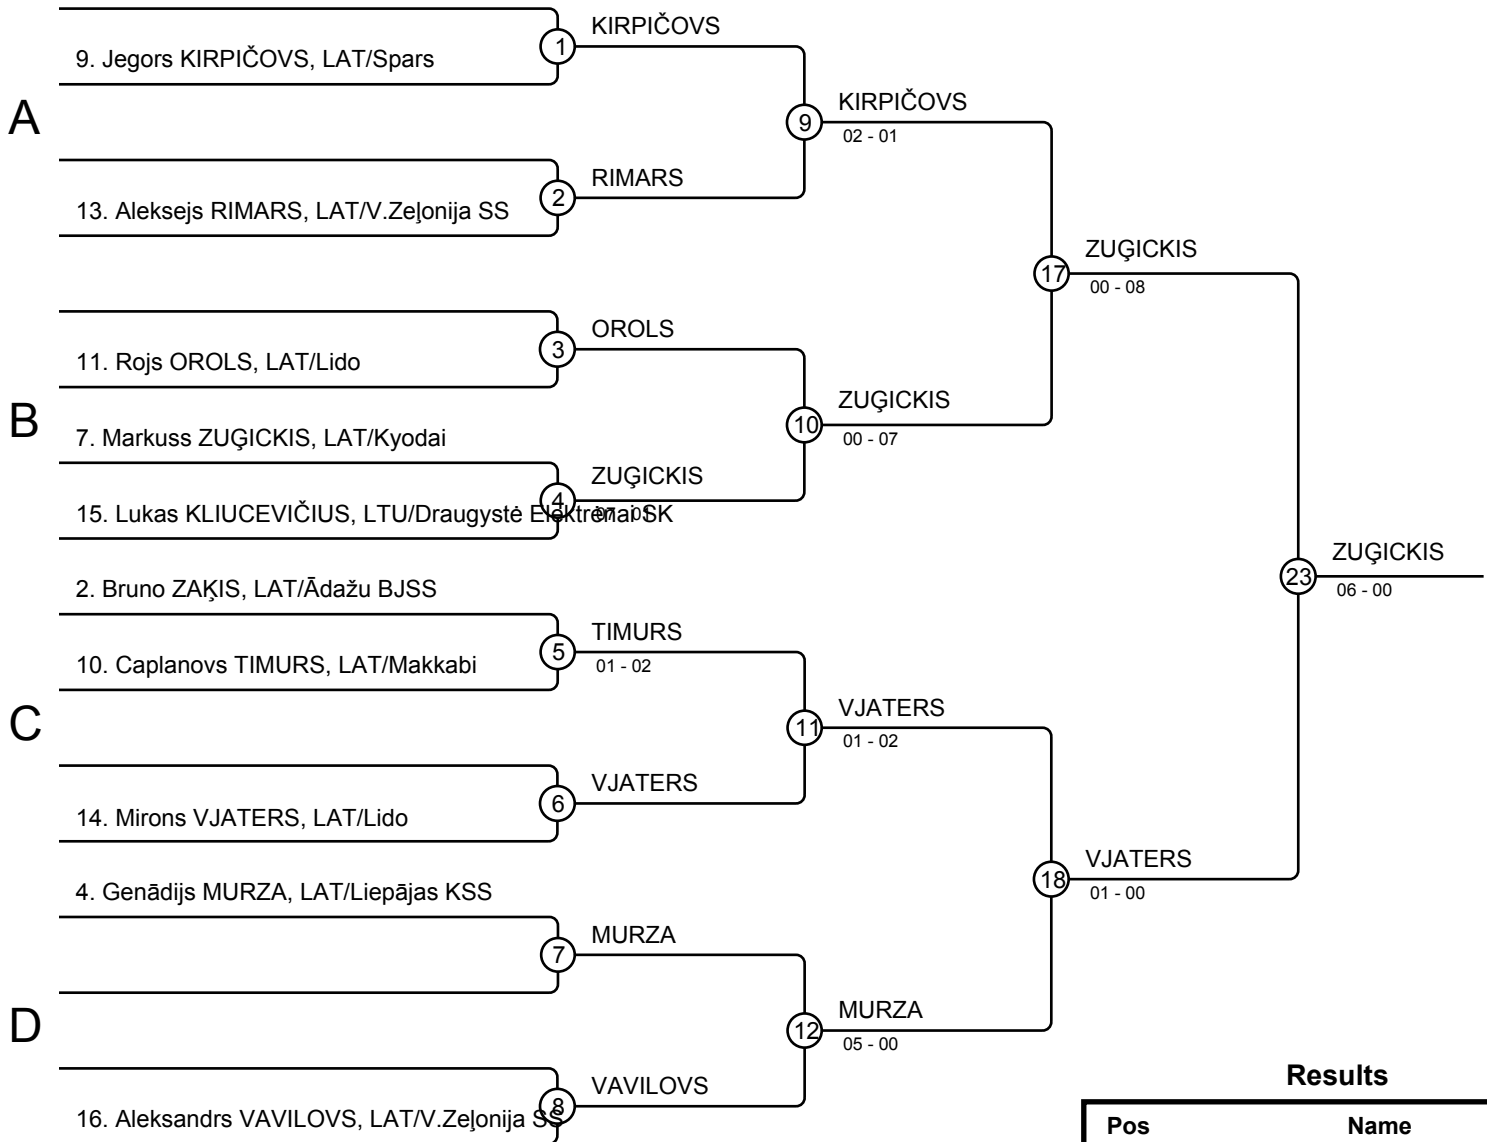 KIRPIČOVS
1
9. Jegors KIRPIČOVS, LAT/Spars
A
KIRPIČOVS
9
02 - 01
RIMARS
2
13. Aleksejs RIMARS, LAT/V.Zeļonija SS
ZUĢICKIS
17
00 - 08
OROLS
3
11. Rojs OROLS, LAT/Lido
B
ZUĢICKIS
10
00 - 07
7. Markuss ZUĢICKIS, LAT/Kyodai
ZUĢICKIS
4
15. Lukas KLIUCEVIČIUS, LTU/Draugystė Elektrėnai SK
ZUĢICKIS
23
06 - 00
2. Bruno ZAĶIS, LAT/Ādažu BJSS
TIMURS
5
01 - 02
10. Caplanovs TIMURS, LAT/Makkabi
C
VJATERS
11
01 - 02
VJATERS
6
14. Mirons VJATERS, LAT/Lido
VJATERS
18
01 - 00
4. Genādijs MURZA, LAT/Liepājas KSS
MURZA
7
D
MURZA
12
05 - 00
VAVILOVS
8
16. Aleksandrs VAVILOVS, LAT/V.Zeļonija SS
Results
Pos Name